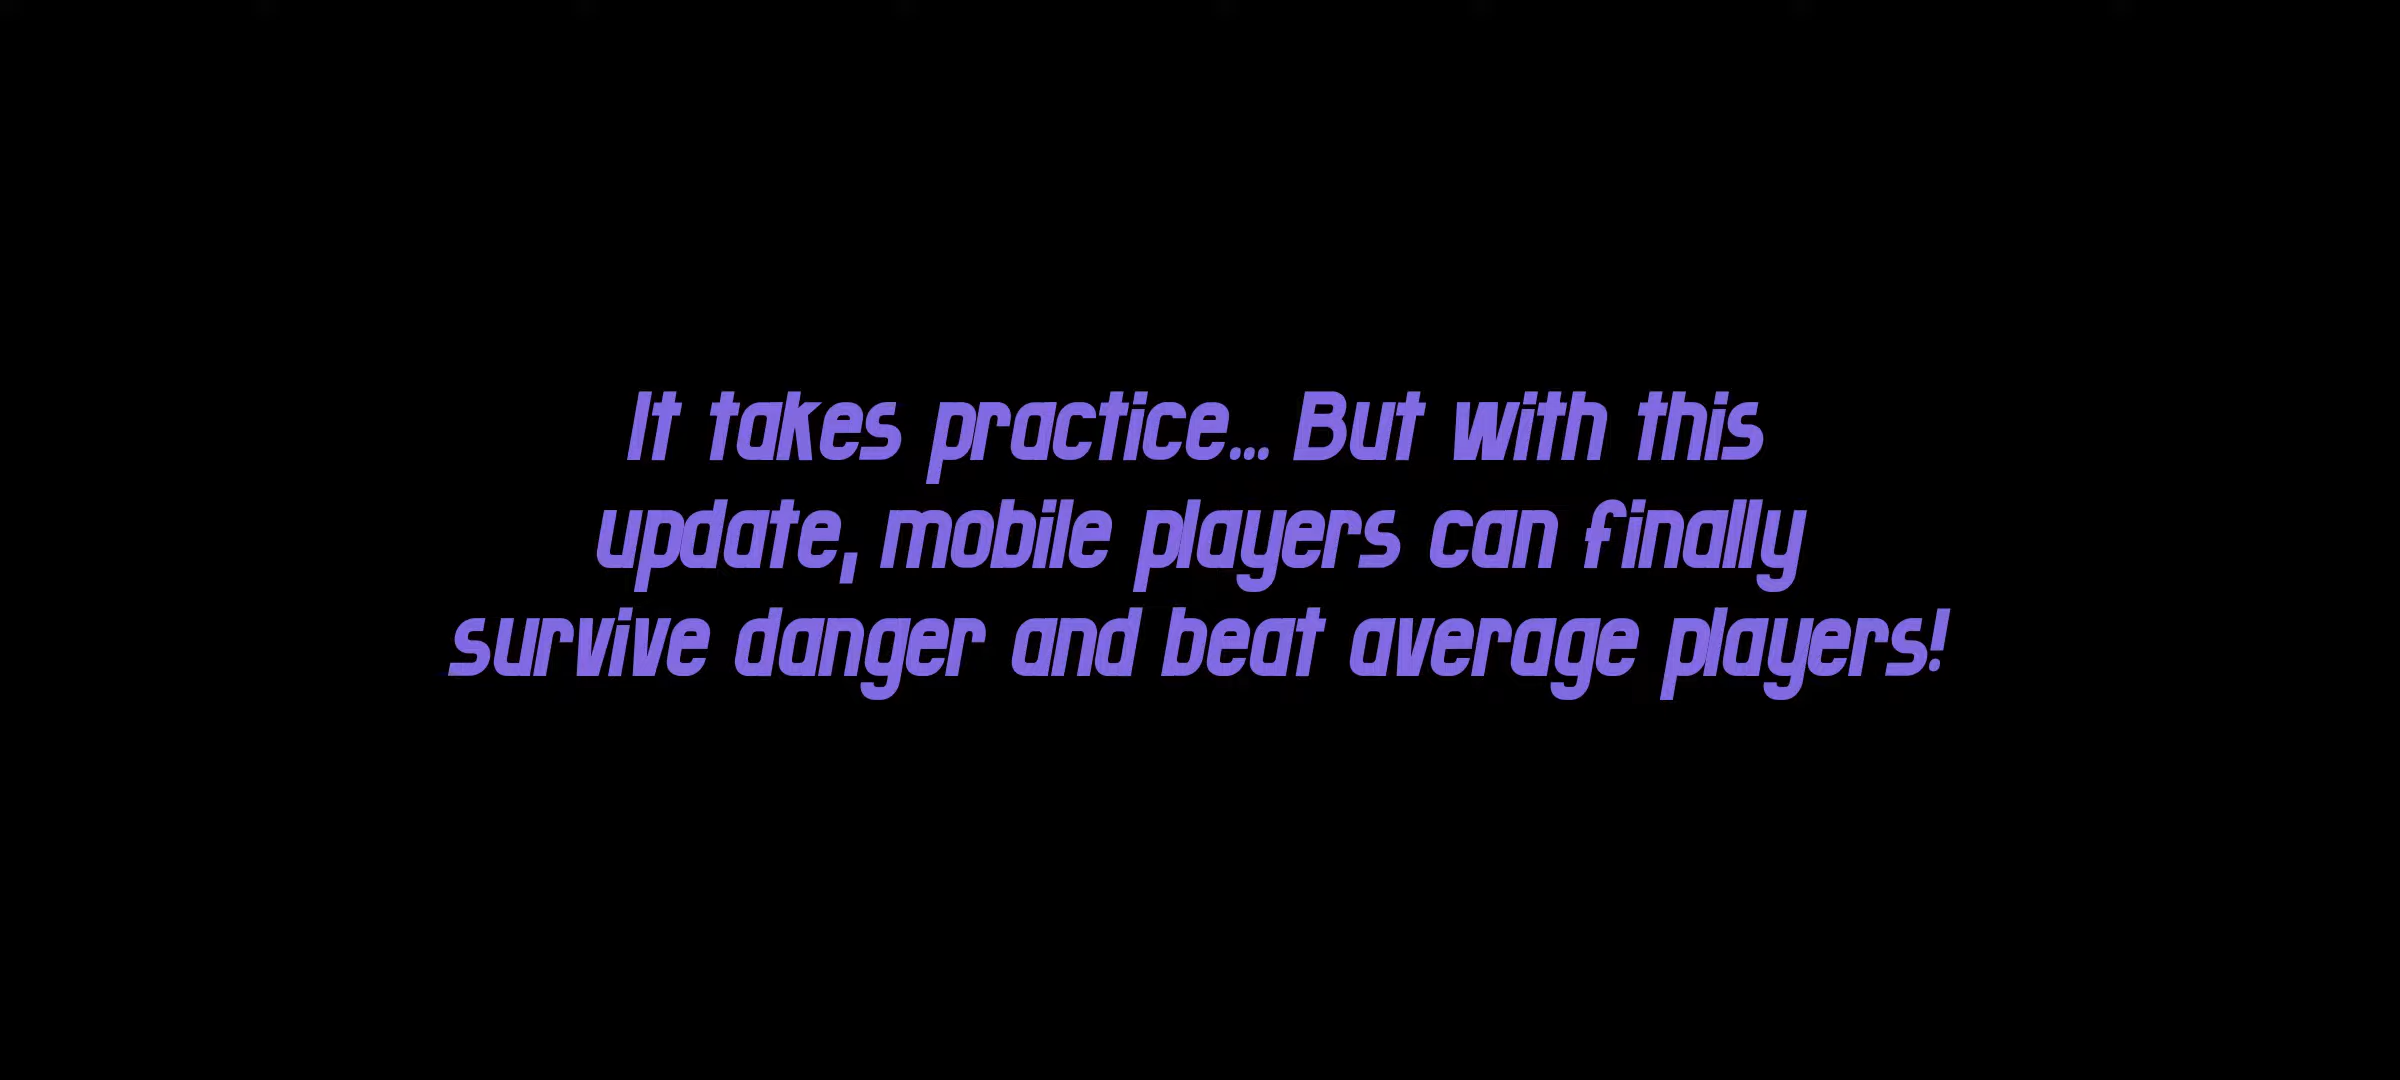 It takes practice... But with this
update, mobile players can finally
survive danger and beat average players!